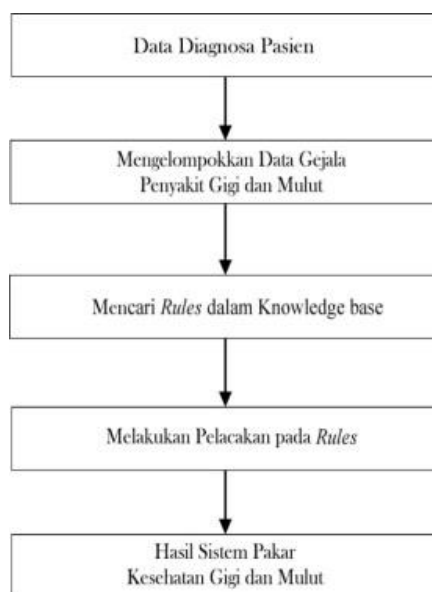 Data Diagnosa Pasien
Mengelompokkan Data Gejala
Penyakit Gigi dan Mulut
Mencari Rules dalam Knowledge base
Melakukan Pelacakan pada Rules
Hasil Sistem Pakar
Kesehatan Gigi dan Mulut